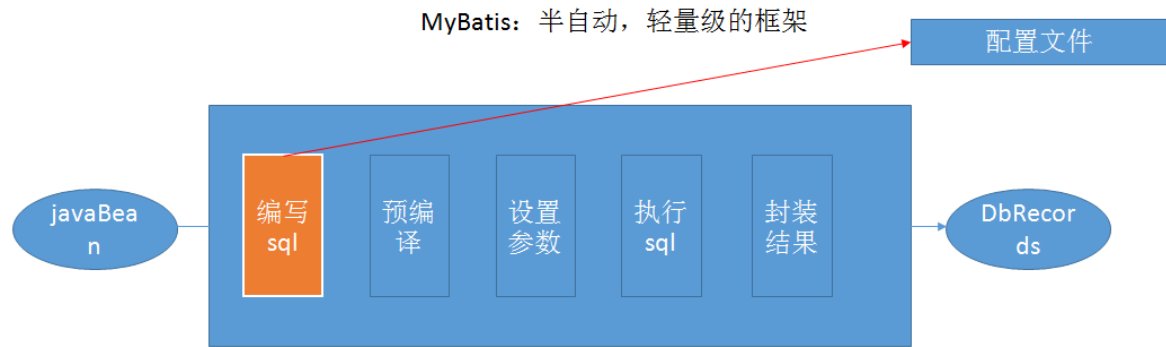 MyBatis：半自动，轻量级的框架
配置文件
javaBea
n
编写
sql
预编
译
设置
参数
执行
sql
封装
结果
DbRecor
ds